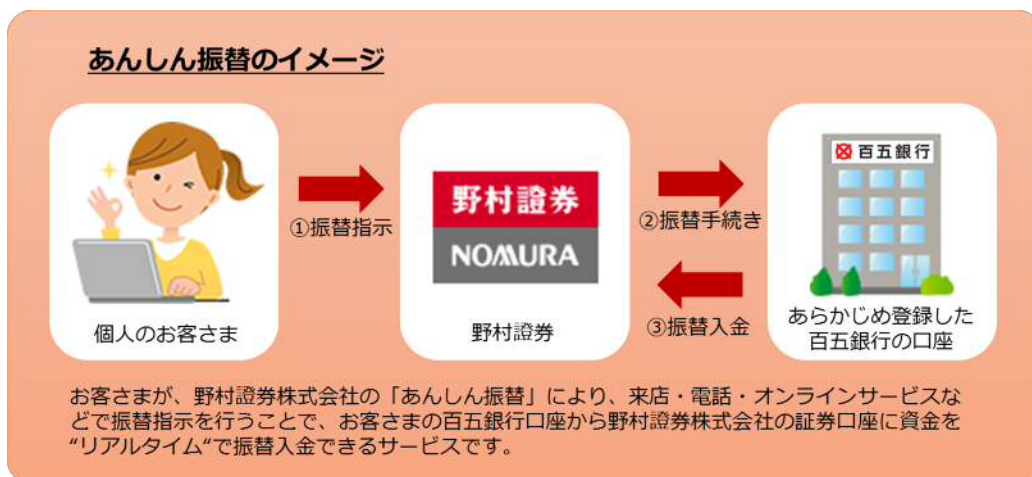 あんしん振替のイメージ
①振替指示
野村證券
NOMURA
②振替手続き
③振替入金
百五銀行
個人のお客さま
野村證券
あらかじめ登録した
百五銀行の口座
お客さまが、野村證券株式会社の「あんしん振替」により、来店・電話・オンラインサービスな
どで振替指示を行うことで、お客さまの百五銀行口座から野村證券株式会社の証券口座に資金を
“リアルタイム“で振替入金できるサービスです。